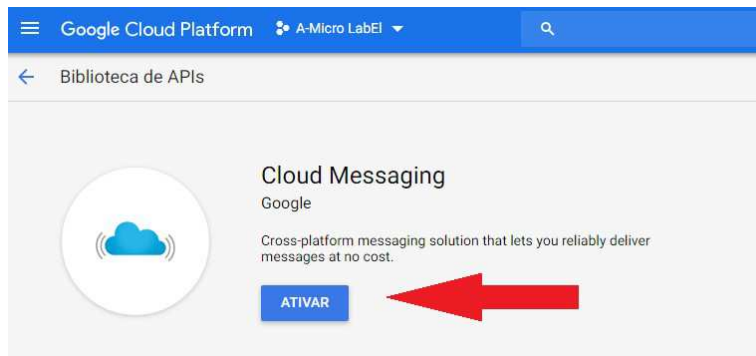 Google Cloud Platform A-Micro LabEl
Biblioteca de APIs
Cloud Messaging
Google
Cross-platform messaging solution that lets you reliably deliver
messages at no cost.
ATIVAR